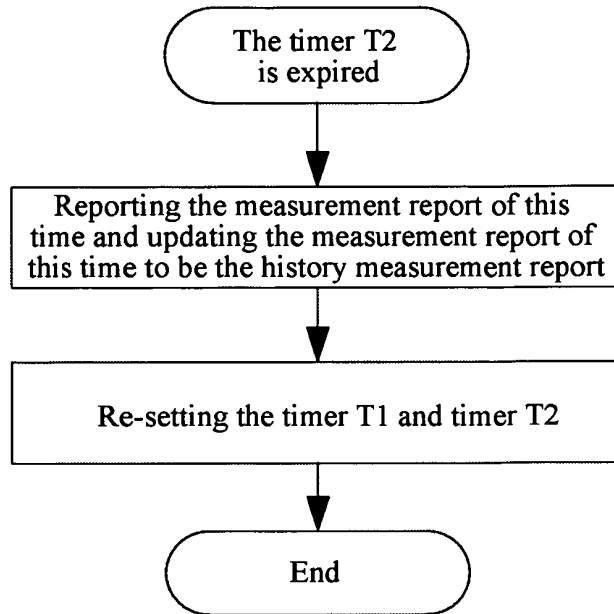 The timer T2
is expired
Reporting the measurement report of this
time and updating the measurement report of
this time to be the history measurement report
Re-setting the timer T1 and timer T2
End